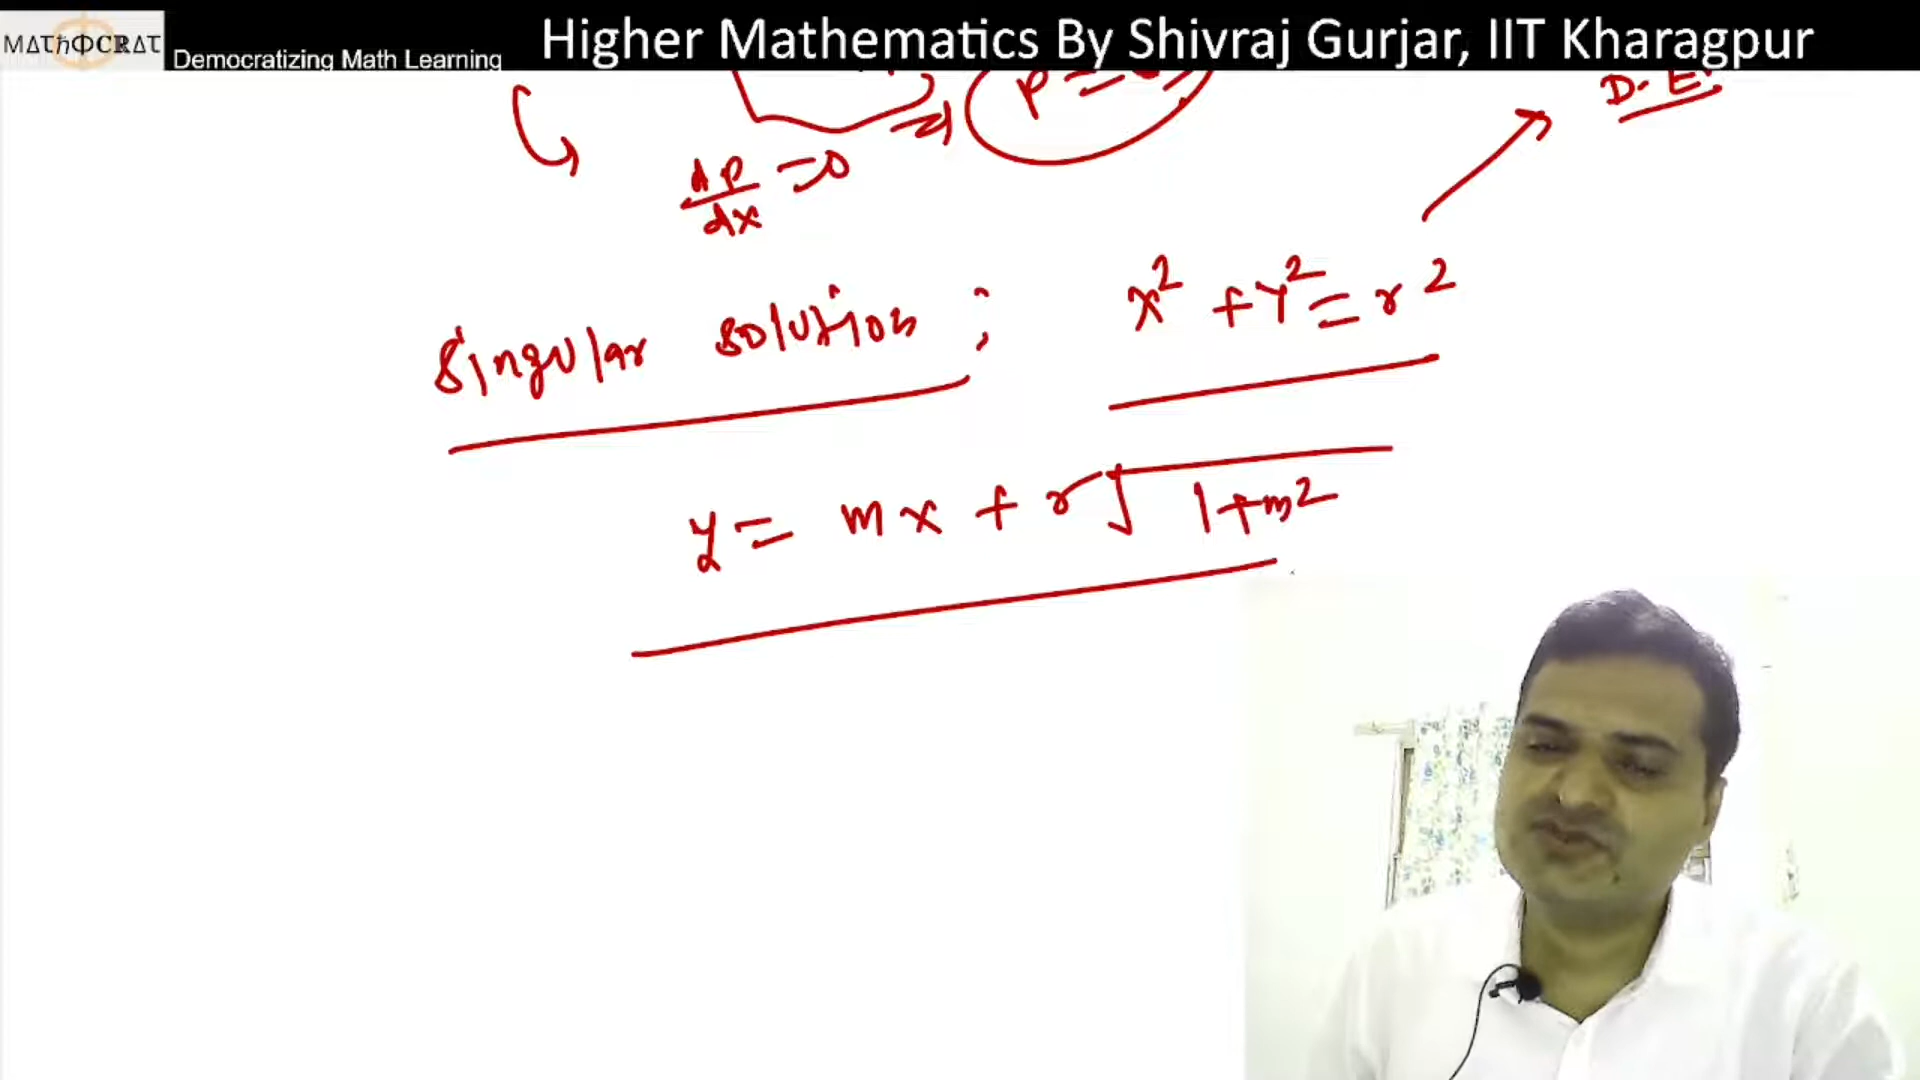 MΔTℏΦCRΔT Democratizing Math Learning Higher Mathematics By Shivraj Gurjar, IIT Kharagpur
D.E.
⇒ p =
dp/dx = 0
Singular solution : x² + y² = r²
y = mx + r√1+m²